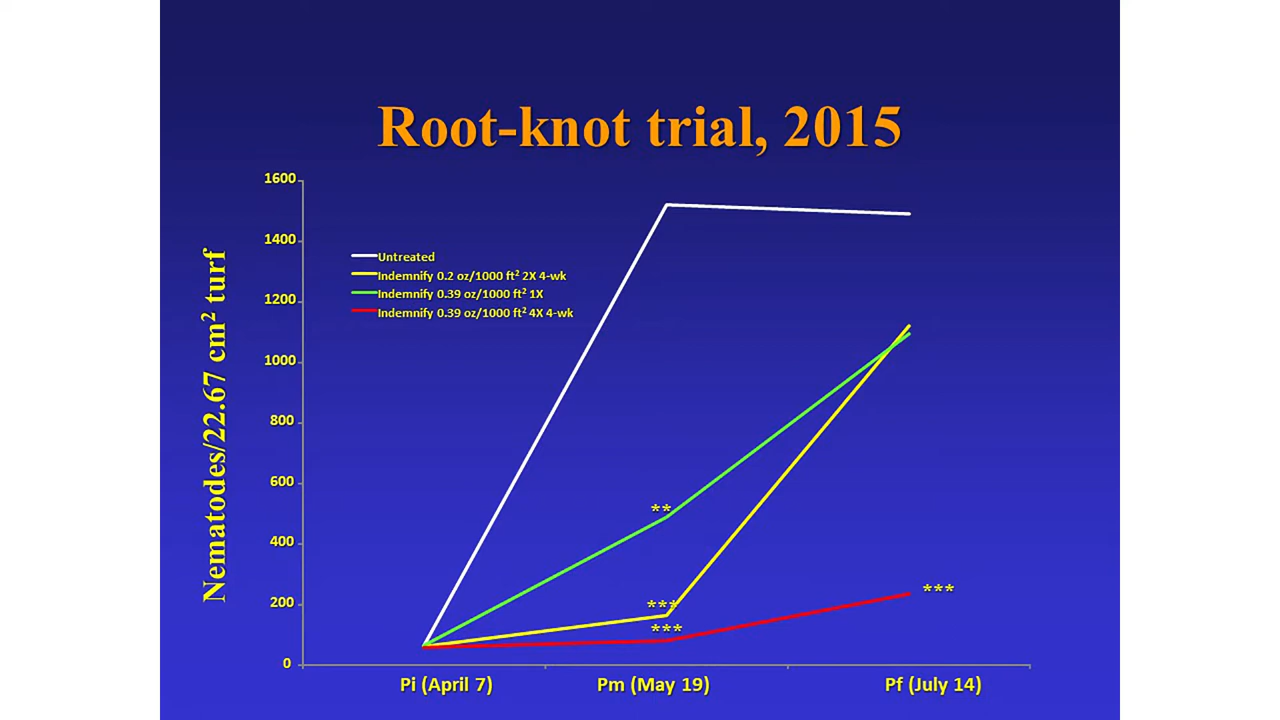 Root-knot trial, 2015
Nematodes/22.67 cm² turf
1600
1400
1200
1000
800
600
400
200
0
Untreated
Indemnify 0.2 oz/1000 ft² 2X 4-wk
Indemnify 0.39 oz/1000 ft² 1X
Indemnify 0.39 oz/1000 ft² 4X 4-wk
**
***
***
***
Pi (April 7)
Pm (May 19)
Pf (July 14)